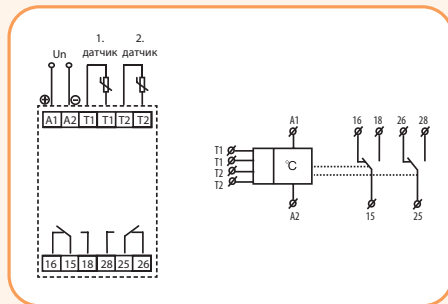 1. 2.
Un датчик датчик
⊕ ⊖
A1 A2 T1 T1 T2 T2
16 15 18 28 25 26
A1 16 18 26 28
T1
T1
T2
T2
°C
A2 15 25